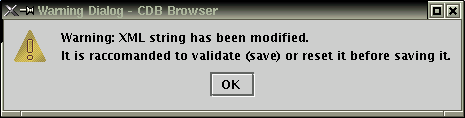 Warning Dialog - CDB Browser
Warning: XML string has been modified.
It is raccomanded to validate (save) or reset it before saving it.
OK